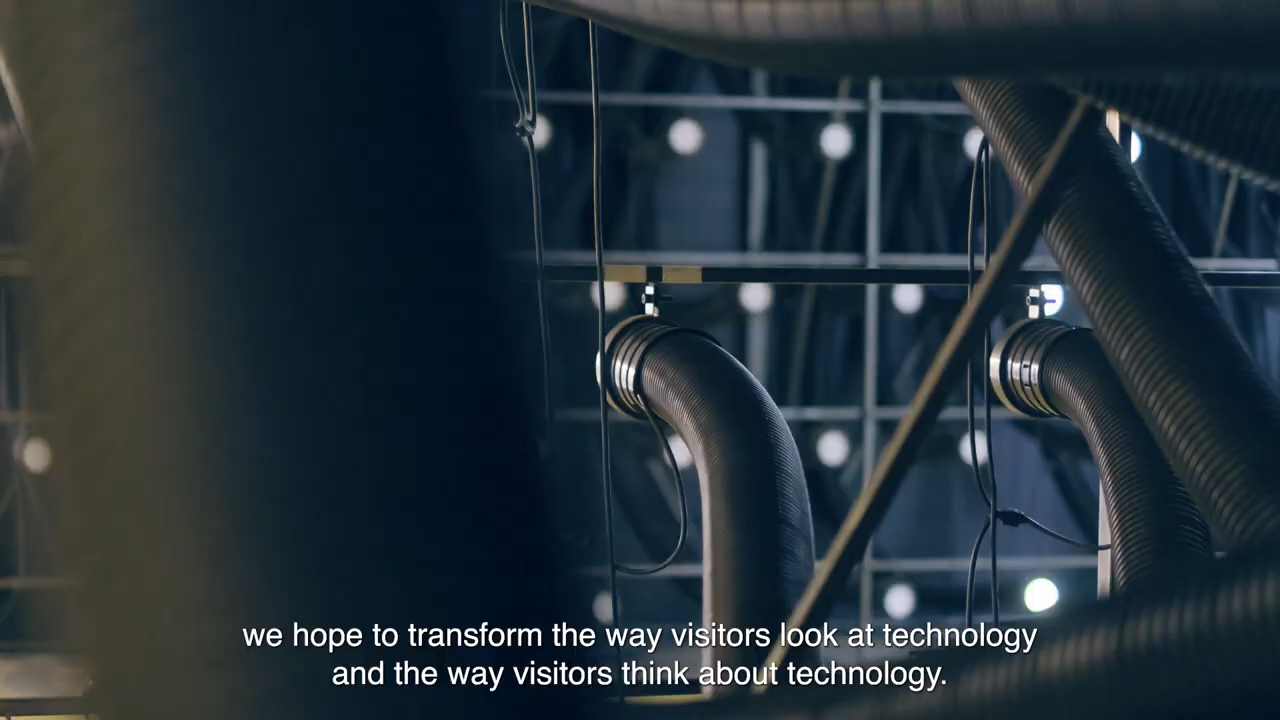 we hope to transform the way visitors look at technology
and the way visitors think about technology.